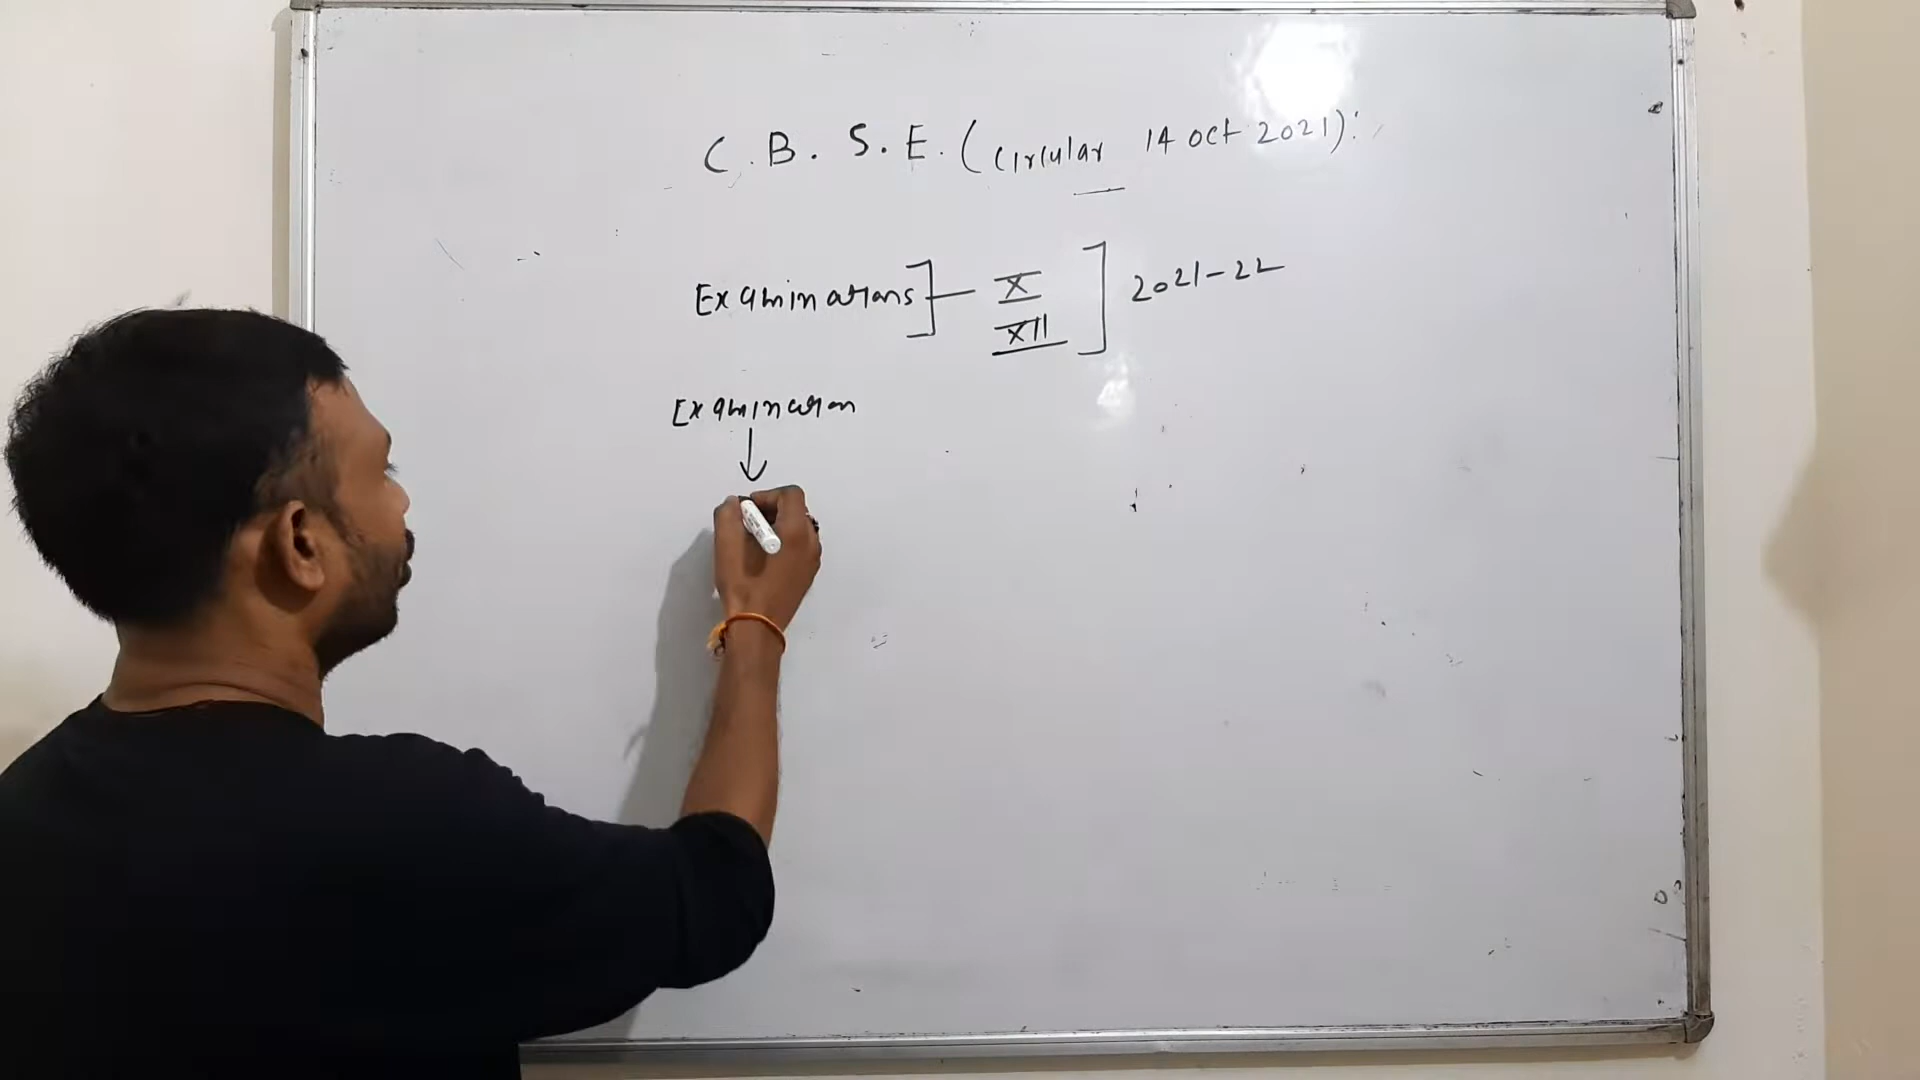 C.B.S.E. (Circular 14 Oct 2021):
Examinations] — X ] 2021-22
XII
Examination